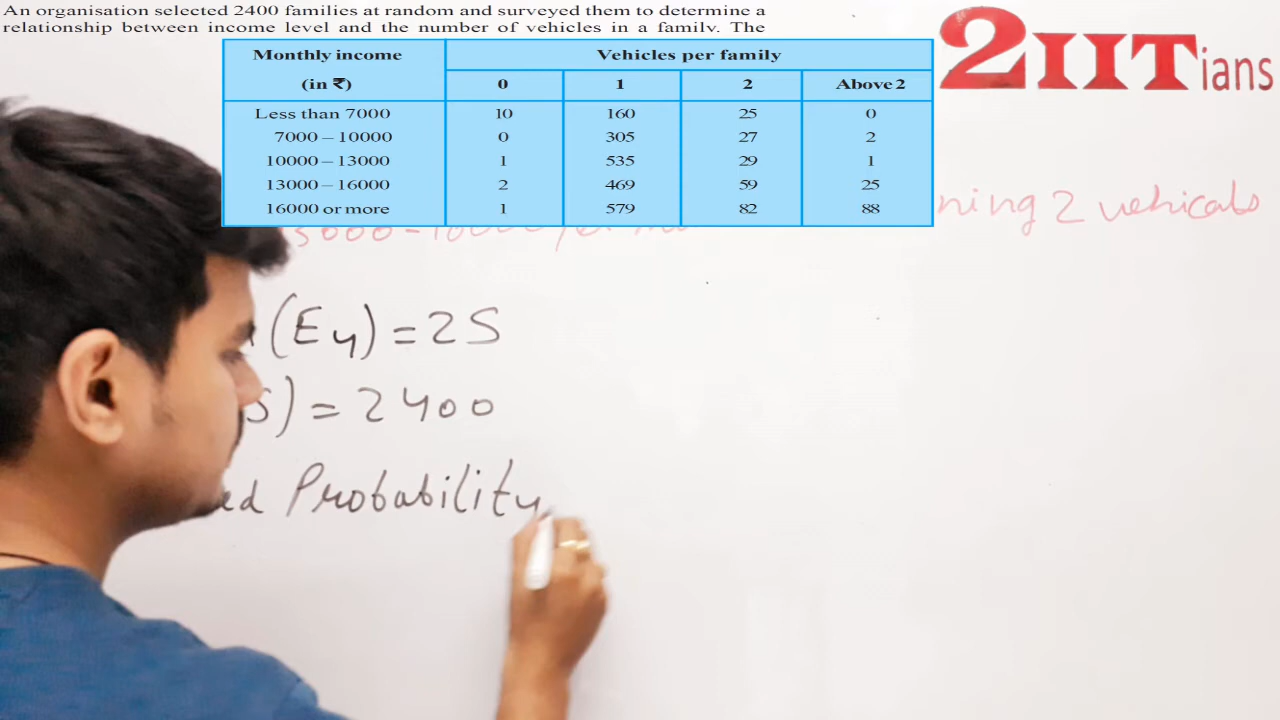 An organisation selected 2400 families at random and surveyed them to determine a
relationship between income level and the number of vehicles in a family. The
2IITians
Monthly income (in ₹) Vehicles per family
0 1 2 Above 2
Less than 7000 10 160 25 0
7000 – 10000 0 305 27 2
10000 – 13000 1 535 29 1
13000 – 16000 2 469 59 25
16000 or more 1 579 82 88
ning 2 vehicals
(E4) = 25
S) = 2400
ed Probability